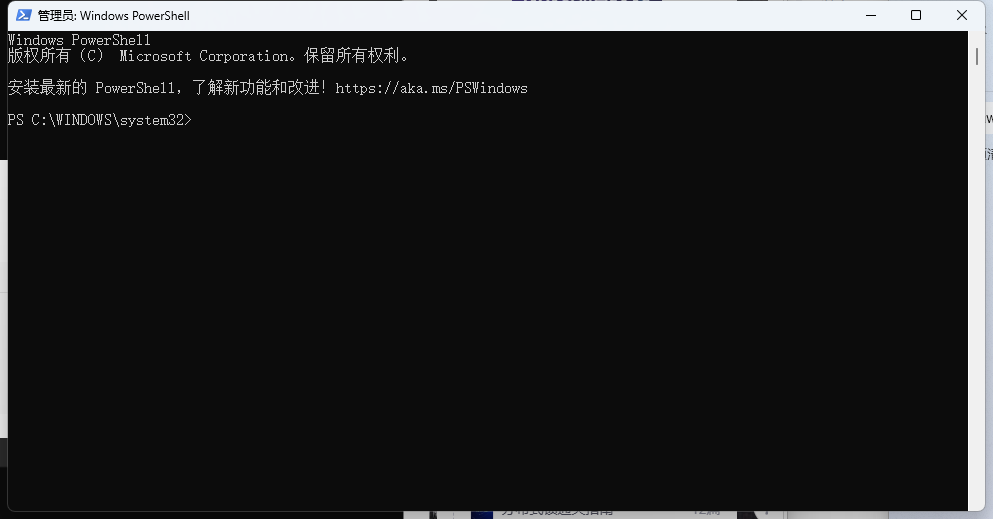 管理员: Windows PowerShell
Windows PowerShell
版权所有（C） Microsoft Corporation。保留所有权利。
安装最新的 PowerShell，了解新功能和改进！https://aka.ms/PSWindows
PS C:\WINDOWS\system32>